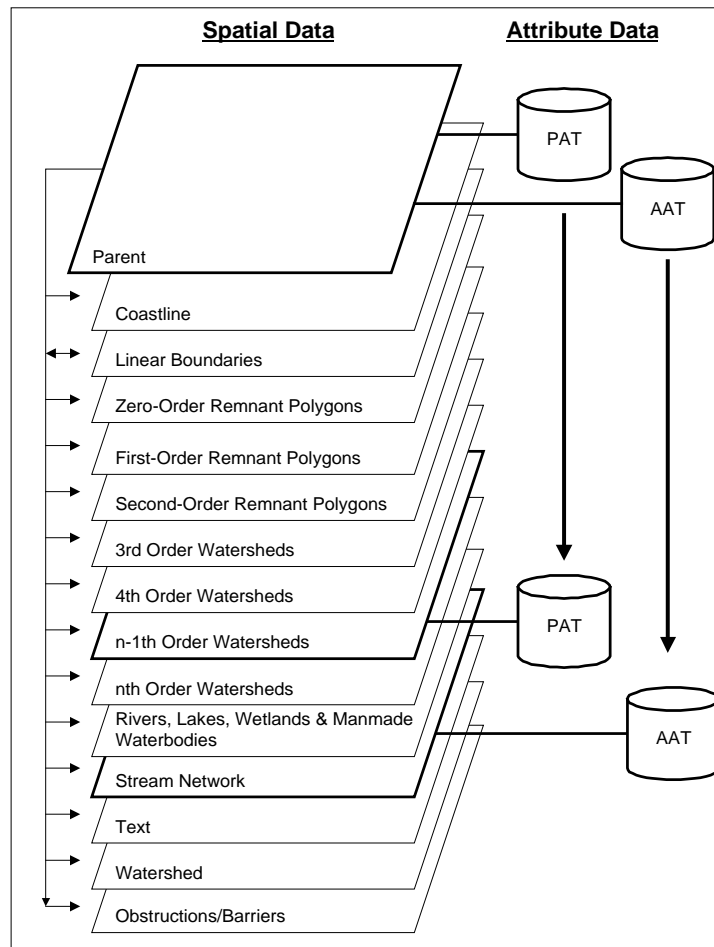 Spatial Data
Attribute Data
PAT
AAT
Parent
Coastline
Linear Boundaries
Zero-Order Remnant Polygons
First-Order Remnant Polygons
Second-Order Remnant Polygons
3rd Order Watersheds
4th Order Watersheds
n-1th Order Watersheds
PAT
nth Order Watersheds
Rivers, Lakes, Wetlands & Manmade
Waterbodies
AAT
Stream Network
Text
Watershed
Obstructions/Barriers